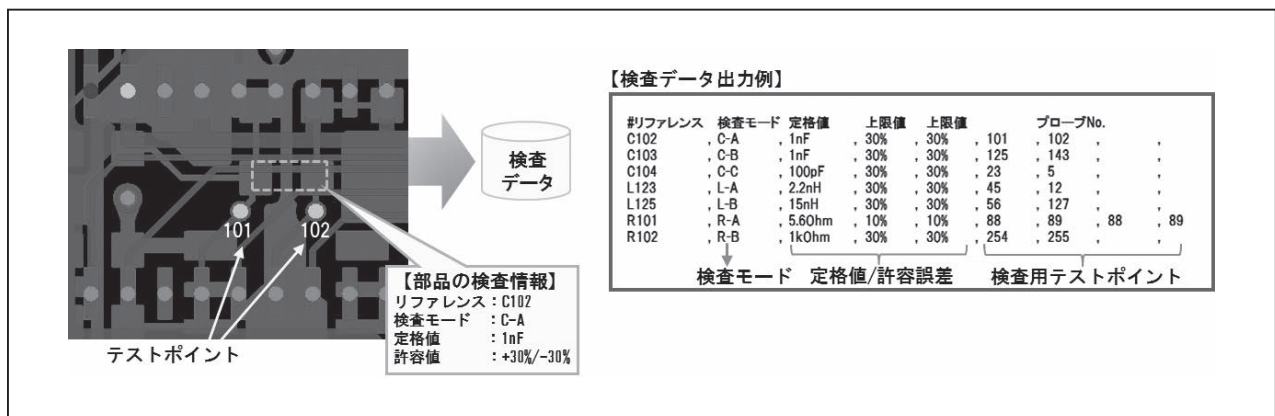 101
102
テストポイント
検査
データ
【部品の検査情報】
リファレンス：C102
検査モード ：C-A
定格値 ：1nF
許容値 ：+30%/-30%
【検査データ出力例】
#リファレンス 検査モード 定格値 上限値 上限値 プローブNo.
C102 , C-A , 1nF , 30% , 30% , 101 , 102 , ,
C103 , C-B , 1nF , 30% , 30% , 125 , 143 , ,
C104 , C-C , 100pF , 30% , 30% , 23 , 5 , ,
L123 , L-A , 2.2nH , 30% , 30% , 45 , 12 , ,
L125 , L-B , 15nH , 30% , 30% , 56 , 127 , ,
R101 , R-A , 5.6Ohm , 10% , 10% , 88 , 89 , 88 , 89
R102 , R-B , 1kOhm , 30% , 30% , 254 , 255 , ,
検査モード 定格値/許容誤差 検査用テストポイント